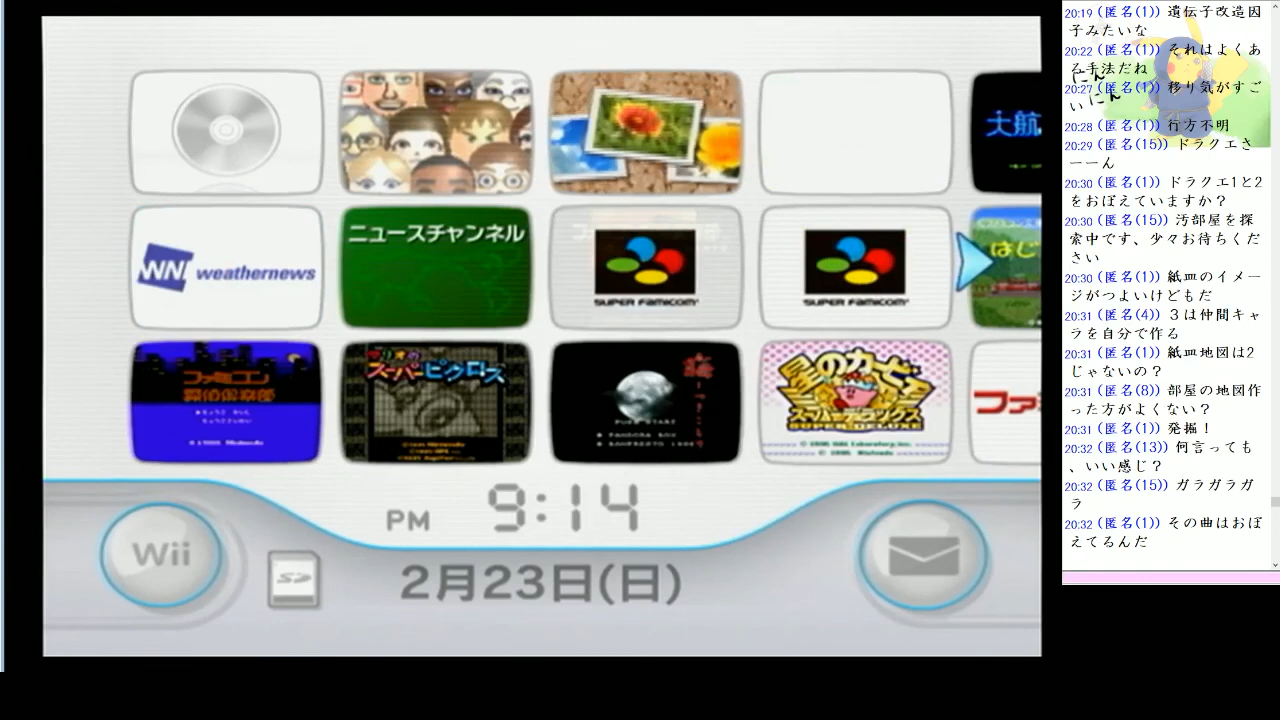 大航
WN weathernews
ニュースチャンネル
SUPER FAMICOM
SUPER FAMICOM
はじ
ファミコン
探偵倶楽部
© 1988 Nintendo
マリオの
スーパーピクロス
星のカービィ
スーパーデラックス
SUPER DELUXE
© 1996 HAL Laboratory,Inc.
© 1996 Nintendo
ファミ
PM 9:14
Wii
SD
2月23日(日)
20:19 (匿名(1)) 遺伝子改造因
子みたいな
20:22 (匿名(1)) それはよくあ
る手法だね
20:27 (匿名(1)) 移り気がすご
いにん
20:28 (匿名(1)) 行方不明
20:29 (匿名(15)) ドラクエさ
ーーん
20:30 (匿名(1)) ドラクエ1と2
をおぼえていますか?
20:30 (匿名(15)) 汚部屋を探
索中です、少々お待ちくだ
さい
20:30 (匿名(1)) 紙皿のイメー
ジがつよいけどもだ
20:31 (匿名(4)) 3は仲間キャ
ラを自分で作る
20:31 (匿名(1)) 紙皿地図は2
じゃないの?
20:31 (匿名(8)) 部屋の地図作
った方がよくない?
20:31 (匿名(1)) 発掘!
20:32 (匿名(3)) 何言って
、いい感じ?
20:32 (匿名(15)) ガラガラガ
ラ
20:32 (匿名(1)) その曲はおぼ
えてるんだ